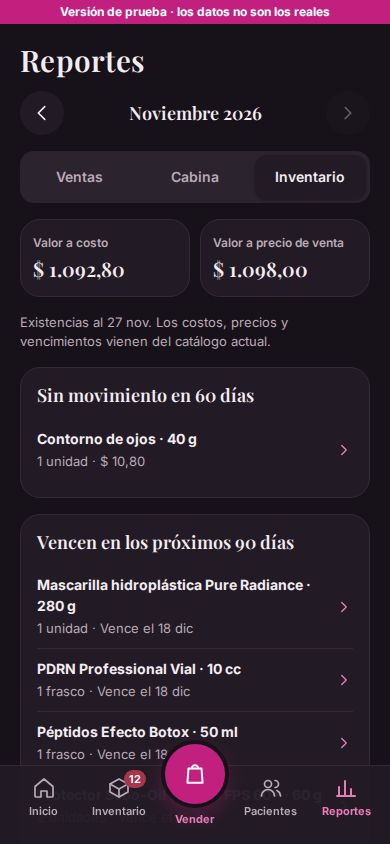 Versión de prueba · los datos no son los reales
Reportes
Noviembre 2026
Ventas
Cabina
Inventario
Valor a costo
$ 1.092,80
Valor a precio de venta
$ 1.098,00
Existencias al 27 nov. Los costos, precios y
vencimientos vienen del catálogo actual.
Sin movimiento en 60 días
Contorno de ojos · 40 g
1 unidad · $ 10,80
Vencen en los próximos 90 días
Mascarilla hidroplástica Pure Radiance ·
280 g
1 unidad · Vence el 18 dic
PDRN Professional Vial · 10 cc
1 frasco · Vence el 18 dic
Péptidos Efecto Botox · 50 ml
1 frasco · Vence el 18
12
Inicio
Inventario
Vender
Pacientes
Reportes